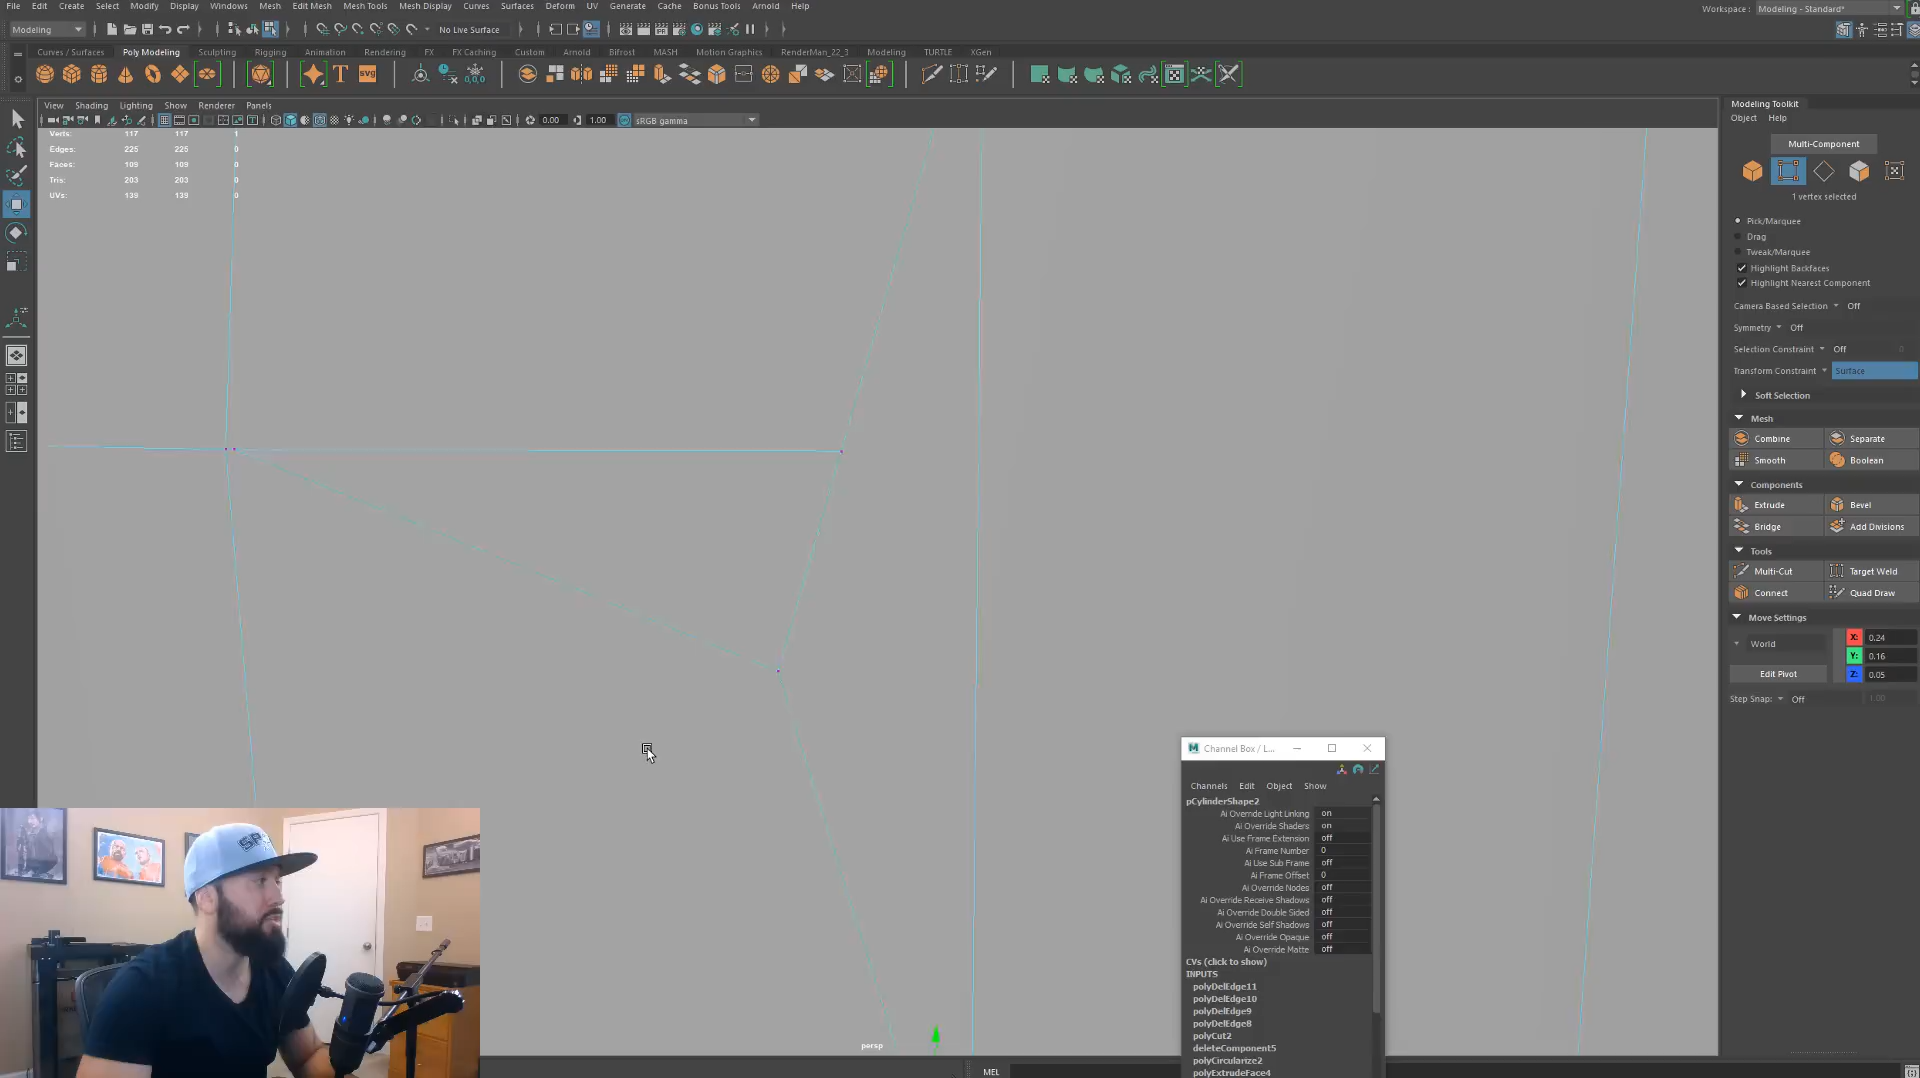 File Edit Create Select Modify Display Windows Mesh Edit Mesh Mesh Tools Mesh Display Curves Surfaces Deform UV Generate Cache Bonus Tools Arnold Help
Workspace : Modeling - Standard*
Modeling
No Live Surface
Curves / Surfaces Poly Modeling Sculpting Rigging Animation Rendering FX FX Caching Custom Arnold Bifrost MASH Motion Graphics RenderMan_22_3 Modeling TURTLE XGen
SVG
0,0,0
View Shading Lighting Show Renderer Panels
0.00 1.00 sRGB gamma
Verts: 117 117 1
Edges: 225 225 0
Faces: 109 109 0
Tris: 203 203 0
UVs: 139 139 0
Modeling Toolkit
Object Help
Multi-Component
1 vertex selected
Pick/Marquee
Drag
Tweak/Marquee
Highlight Backfaces
Highlight Nearest Component
Camera Based Selection Off
Symmetry Off
Selection Constraint Off
Transform Constraint Surface
Soft Selection
Mesh
Combine Separate
Smooth Boolean
Components
Extrude Bevel
Bridge Add Divisions
Tools
Multi-Cut Target Weld
Connect Quad Draw
Move Settings
World
X: 0.24
Y: 0.16
Z: 0.05
Edit Pivot
Step Snap: Off 1.00
Channel Box / L...
Channels Edit Object Show
pCylinderShape2
Ai Override Light Linking on
Ai Override Shaders on
Ai Use Frame Extension off
Ai Frame Number 0
Ai Use Sub Frame off
Ai Frame Offset 0
Ai Override Nodes off
Ai Override Receive Shadows off
Ai Override Double Sided off
Ai Override Self Shadows off
Ai Override Opaque off
Ai Override Matte off
CVs (click to show)
INPUTS
polyDelEdge11
polyDelEdge10
polyDelEdge9
polyDelEdge8
polyCut2
deleteComponent5
polyCircularize2
polyExtrudeFace4
persp
MEL